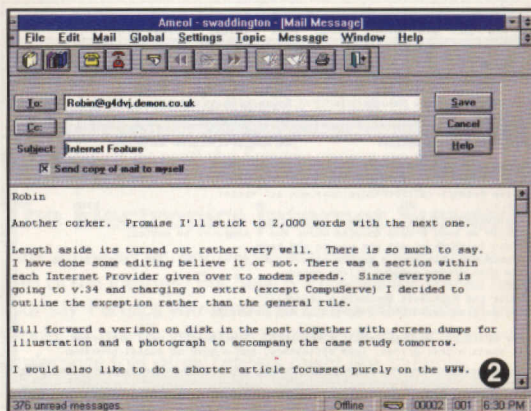 Ameol - swaddington - [Mail Message]
File Edit Mail Global Settings Topic Message Window Help
To: Robin@g4dvj.demon.co.uk
Save
Cc:
Cancel
Subject: Internet Feature
Help
Send copy of mail to myself
Robin
Another corker. Promise I'll stick to 2,000 words with the next one.
Length aside its turned out rather very well. There is so much to say.
I have done some editing believe it or not. There was a section within
each Internet Provider given over to modem speeds. Since everyone is
going to v.34 and charging no extra (except CompuServe) I decided to
outline the exception rather than the general rule.
Will forward a verison on disk in the post together with screen dumps for
illustration and a photograph to accompany the case study tomorrow.
I would also like to do a shorter article focussed purely on the WWW.
2
376 unread messages. Offline 00002 001 6:30 PM